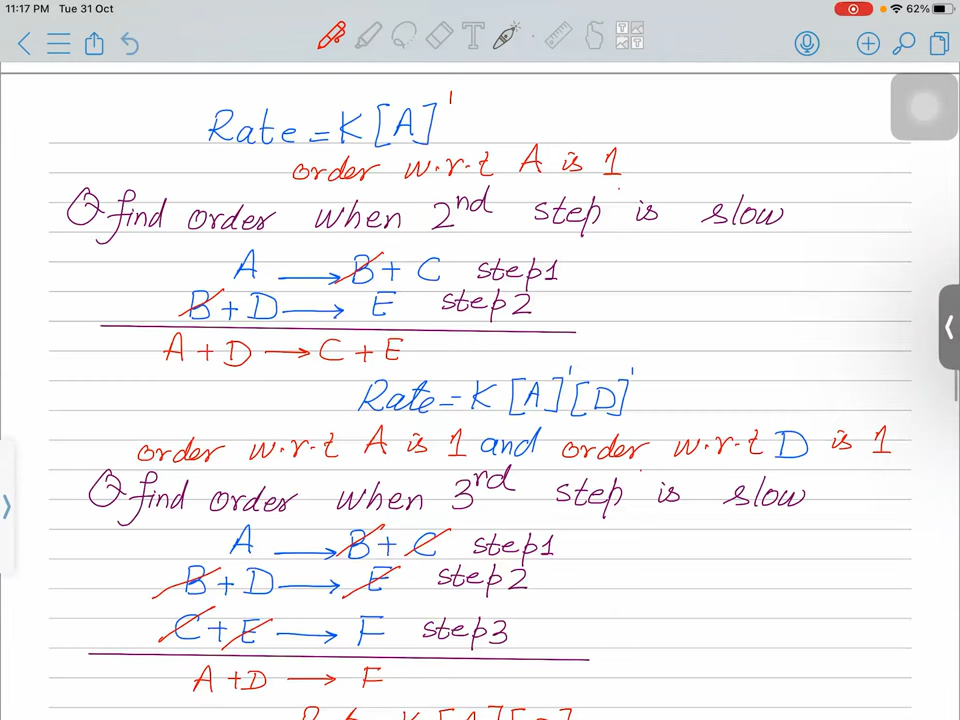 11:17 PM Tue 31 Oct 62%
Rate = K[A]¹
order w.r.t A is 1
Q find order when 2nd step is slow
A → B + C step1
B + D → E step2
A + D → C + E
Rate = K [A]¹ [D]¹
order w.r.t A is 1 and order w.r.t D is 1
Q find order when 3rd step is slow
A → B + C step1
B + D → E step2
C + E → F step3
A + D → F